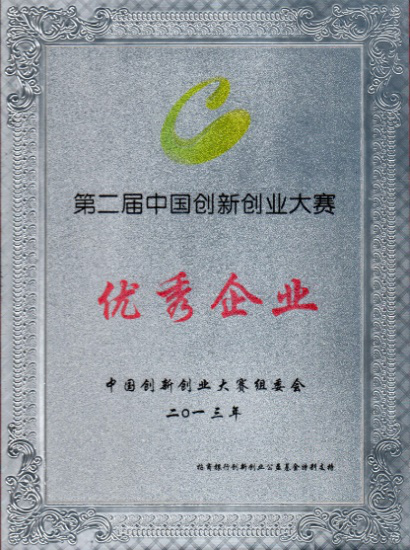 第二届中国创新创业大赛
优秀企业
中国创新创业大赛组委会
二〇一三年
招商银行创新创业公益基金特别支持